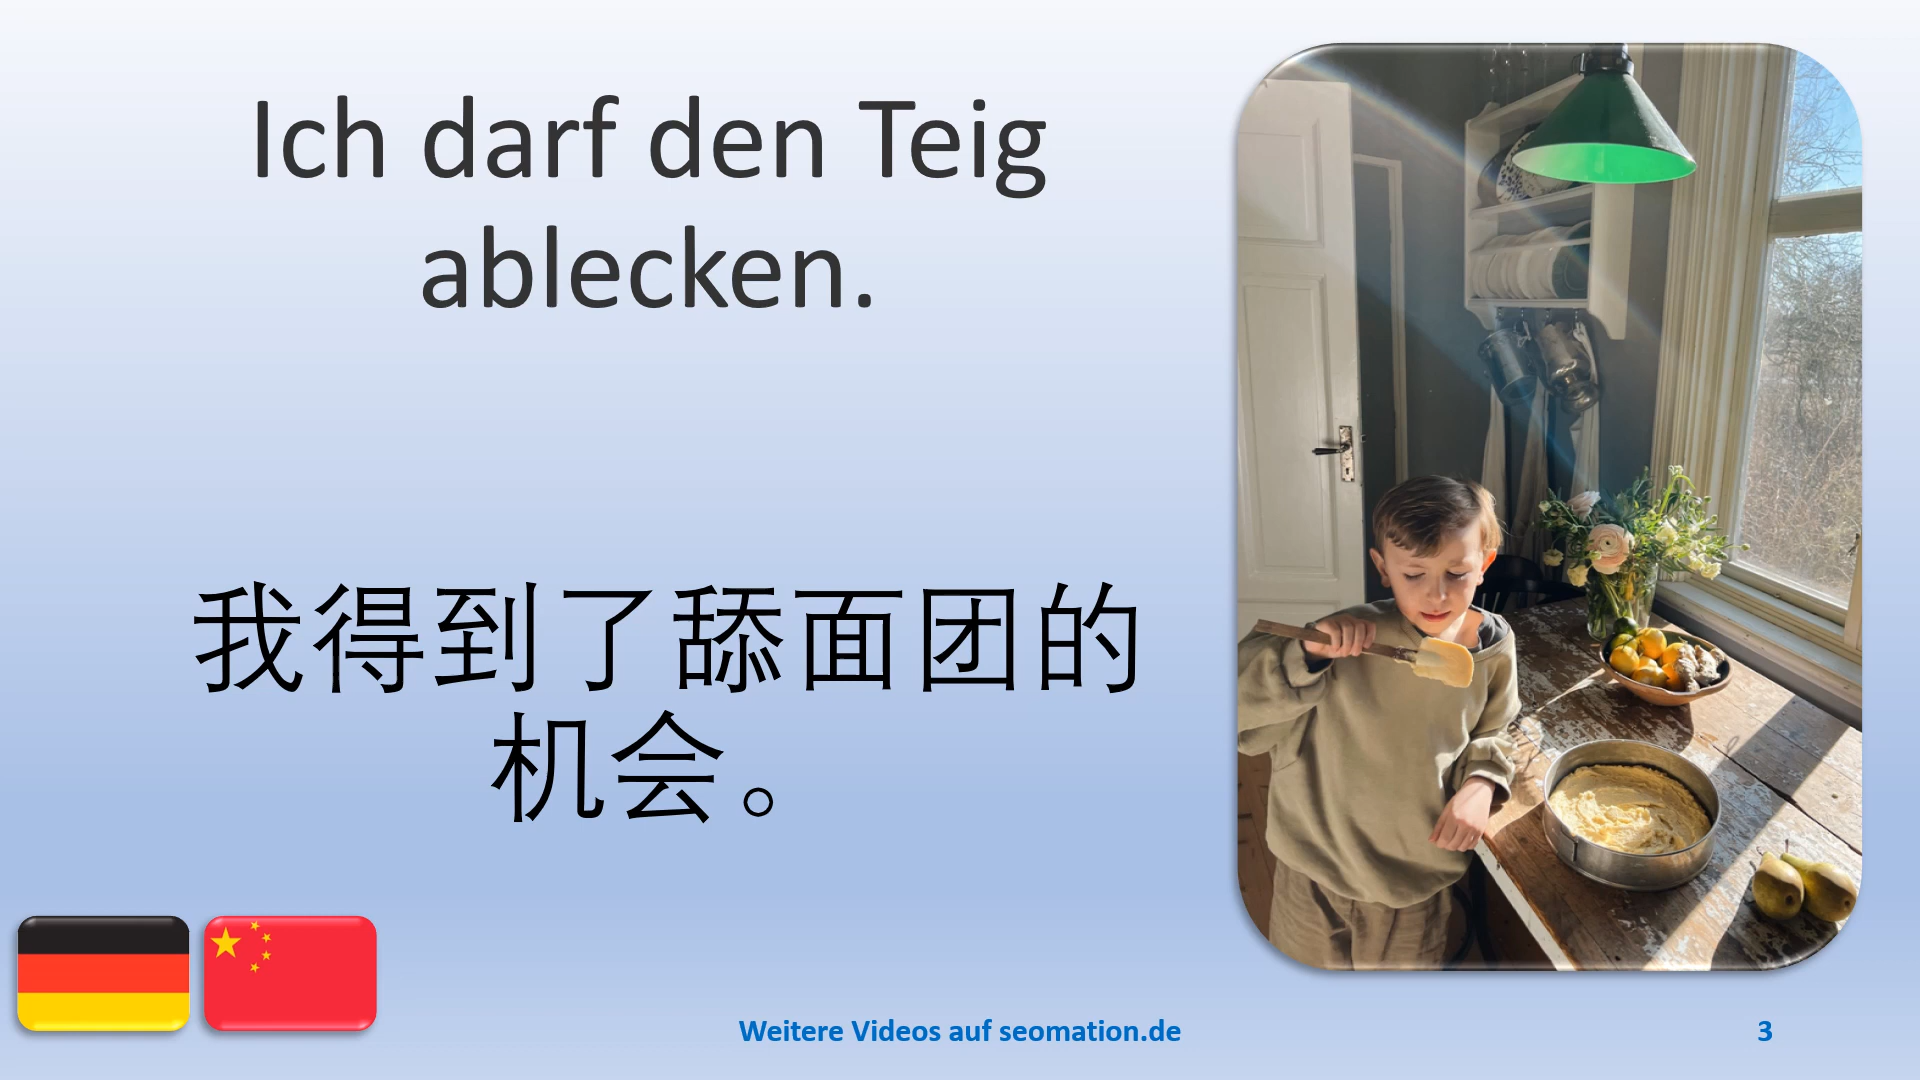 Ich darf den Teig
ablecken.
我得到了舔面团的
机会。
Weitere Videos auf seomation.de
3